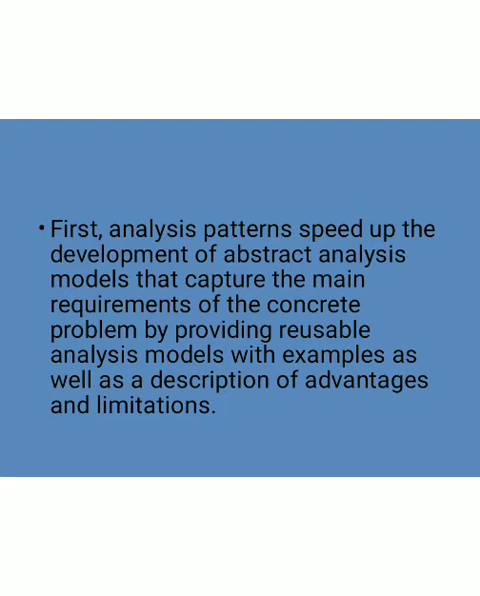 • First, analysis patterns speed up the
development of abstract analysis
models that capture the main
requirements of the concrete
problem by providing reusable
analysis models with examples as
well as a description of advantages
and limitations.